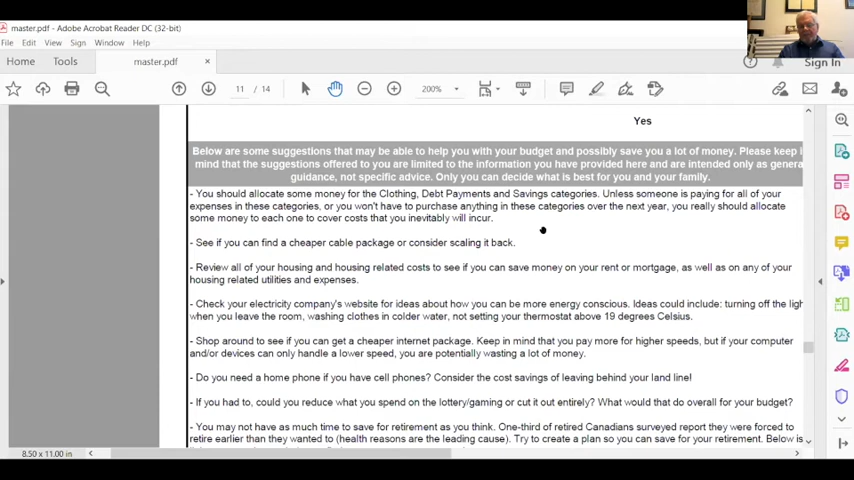 master.pdf - Adobe Acrobat Reader DC (32-bit)
File Edit View Sign Window Help
Home Tools master.pdf × Sign In
11 / 14 200%
Yes
Below are some suggestions that may be able to help you with your budget and possibly save you a lot of money. Please keep i
mind that the suggestions offered to you are limited to the information you have provided here and are intended only as genera
guidance, not specific advice. Only you can decide what is best for you and your family.
- You should allocate some money for the Clothing, Debt Payments and Savings categories. Unless someone is paying for all of your
expenses in these categories, or you won't have to purchase anything in these categories over the next year, you really should allocate
some money to each one to cover costs that you inevitably will incur.
- See if you can find a cheaper cable package or consider scaling it back.
- Review all of your housing and housing related costs to see if you can save money on your rent or mortgage, as well as on any of your
housing related utilities and expenses.
- Check your electricity company's website for ideas about how you can be more energy conscious. Ideas could include: turning off the ligh
when you leave the room, washing clothes in colder water, not setting your thermostat above 19 degrees Celsius.
- Shop around to see if you can get a cheaper internet package. Keep in mind that you pay more for higher speeds, but if your computer
and/or devices can only handle a lower speed, you are potentially wasting a lot of money.
- Do you need a home phone if you have cell phones? Consider the cost savings of leaving behind your land line!
- If you had to, could you reduce what you spend on the lottery/gaming or cut it out entirely? What would that do overall for your budget?
- You may not have as much time to save for retirement as you think. One-third of retired Canadians surveyed report they were forced to
retire earlier than they wanted to (health reasons are the leading cause). Try to create a plan so you can save for your retirement. Below is
8.50 x 11.00 in